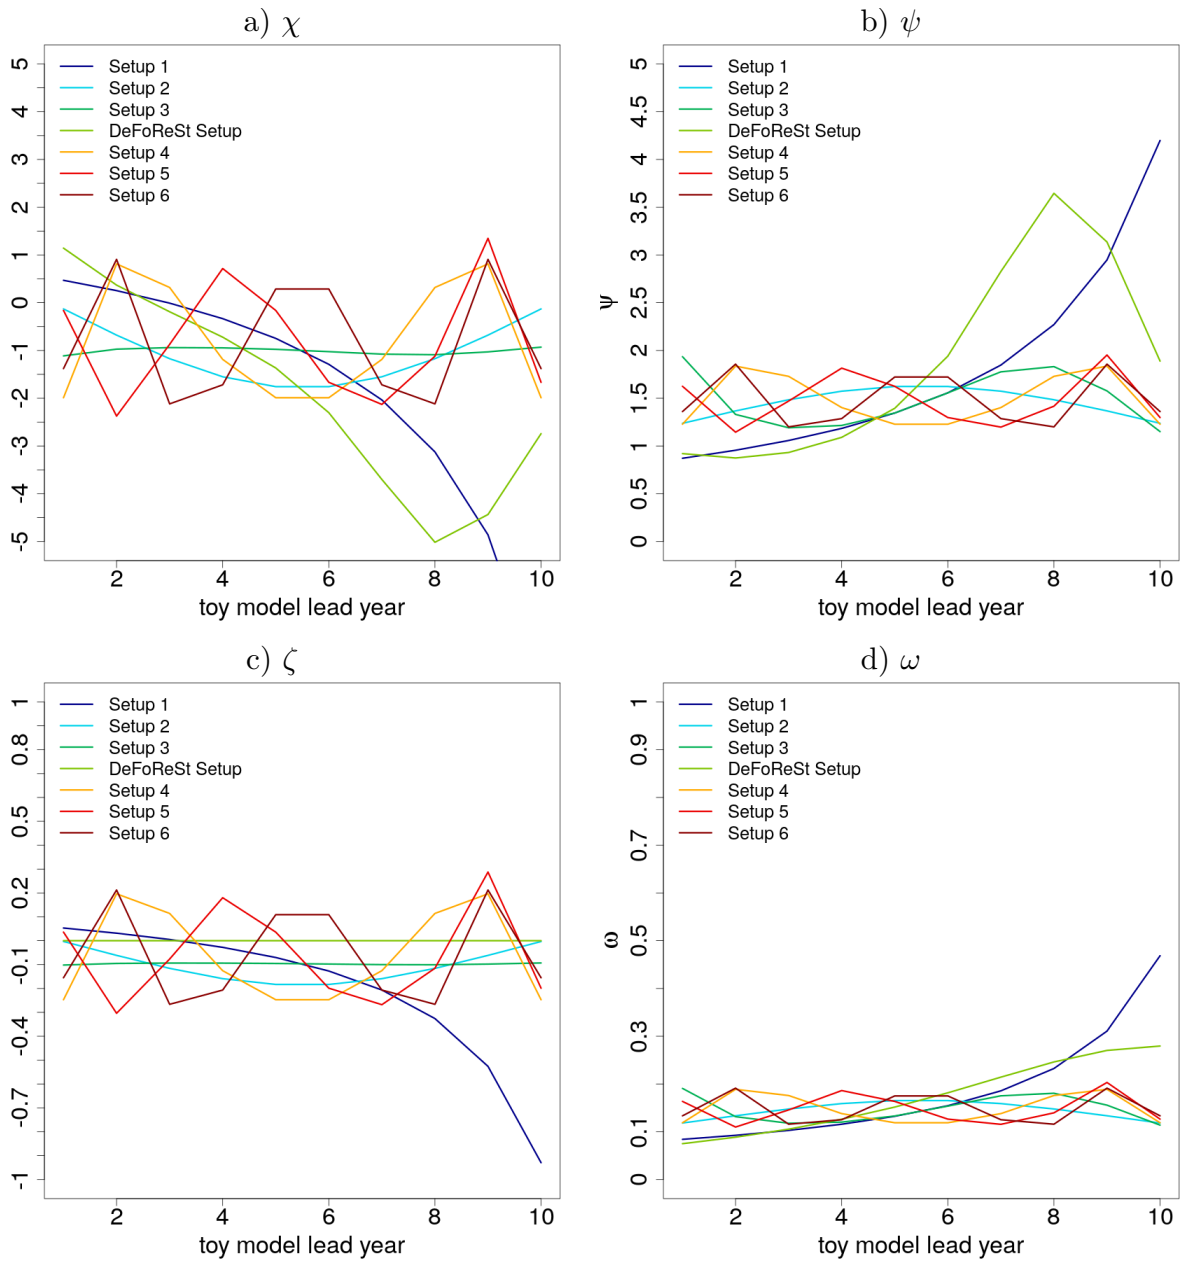 a) χ
5
4
3
2
1
0
-1
-2
-3
-4
-5
Setup 1
Setup 2
Setup 3
DeFoReSt Setup
Setup 4
Setup 5
Setup 6
2 4 6 8 10
toy model lead year
b) ψ
ψ
5
4.5
4
3.5
3
2.5
2
1.5
1
0.5
0
Setup 1
Setup 2
Setup 3
DeFoReSt Setup
Setup 4
Setup 5
Setup 6
2 4 6 8 10
toy model lead year
c) ζ
1
0.8
0.5
0.2
-0.1
-0.4
-0.7
-1
Setup 1
Setup 2
Setup 3
DeFoReSt Setup
Setup 4
Setup 5
Setup 6
2 4 6 8 10
toy model lead year
d) ω
ω
1
0.9
0.7
0.5
0.3
0.1
0
Setup 1
Setup 2
Setup 3
DeFoReSt Setup
Setup 4
Setup 5
Setup 6
2 4 6 8 10
toy model lead year